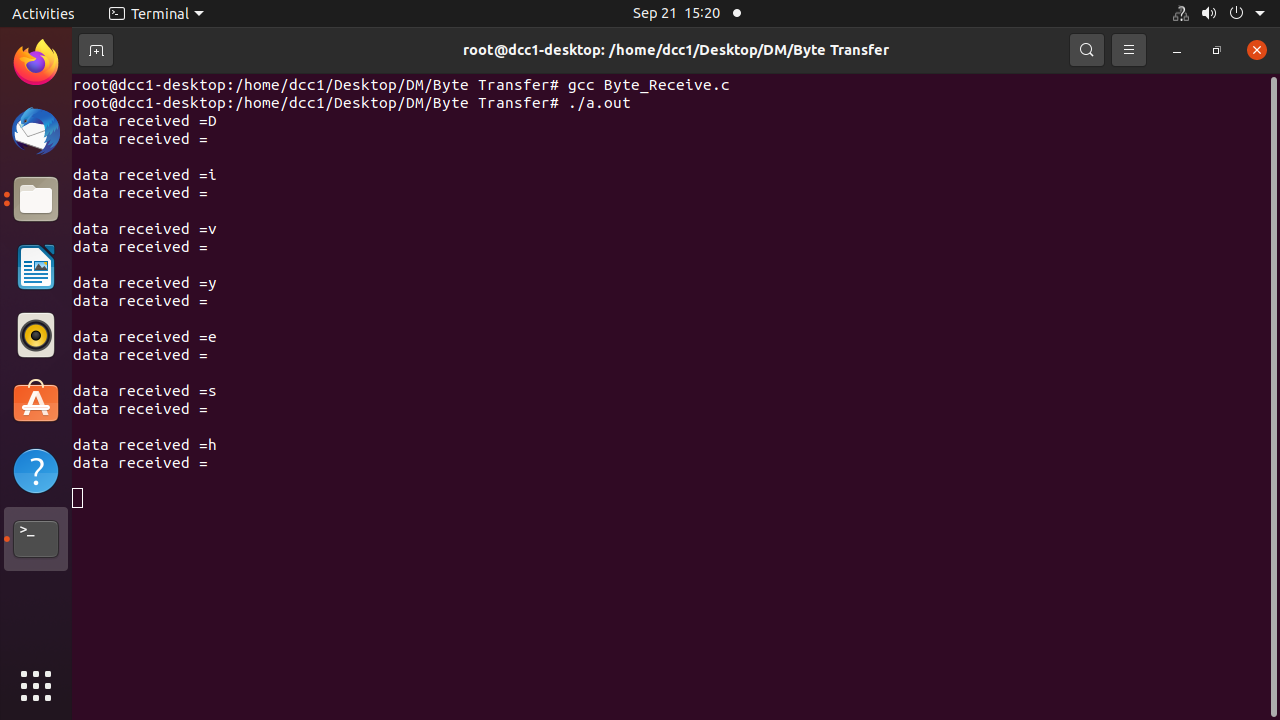 Activities
Terminal
Sep 21 15:20
root@dcc1-desktop: /home/dcc1/Desktop/DM/Byte Transfer
root@dcc1-desktop:/home/dcc1/Desktop/DM/Byte Transfer# gcc Byte_Receive.c
root@dcc1-desktop:/home/dcc1/Desktop/DM/Byte Transfer# ./a.out
data received =D
data received =
data received =i
data received =
data received =v
data received =
data received =y
data received =
data received =e
data received =
data received =s
data received =
data received =h
data received =
?
>_